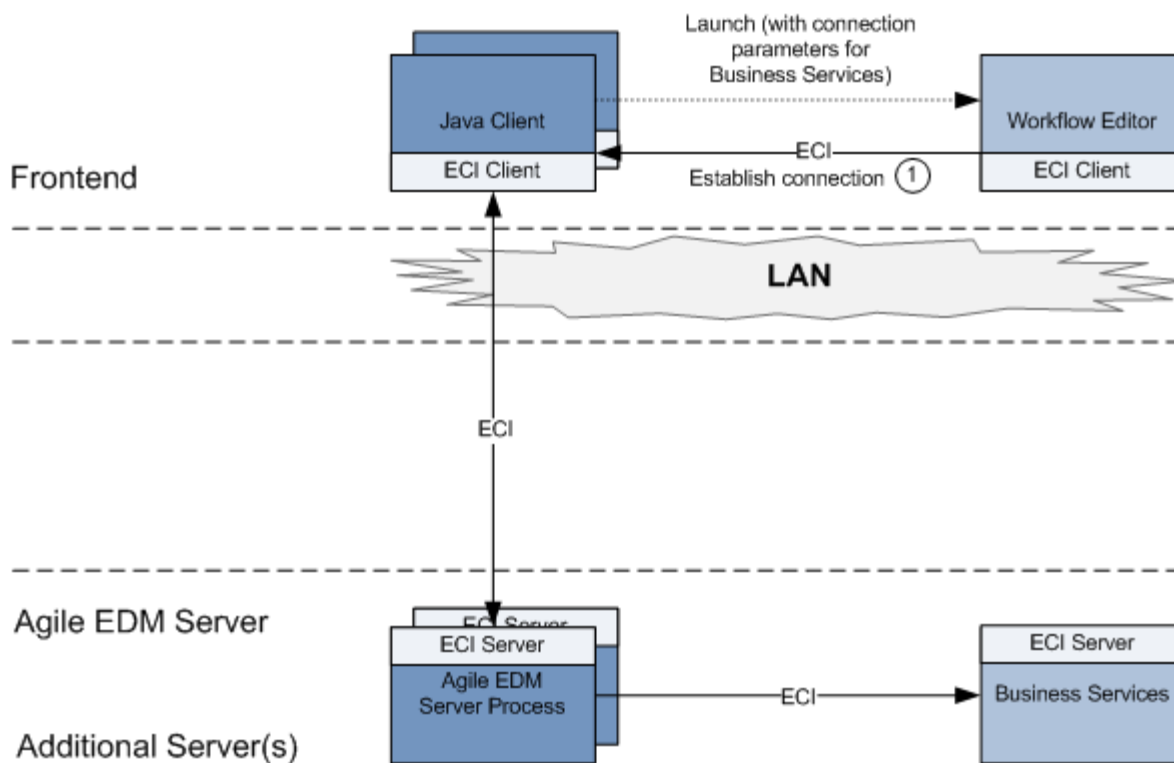 Launch (with connection
parameters for
Business Services)
Java Client
Workflow Editor
ECI
Frontend
ECI Client
Establish connection 1
ECI Client
LAN
ECI
Agile EDM Server
ECI Server
ECI Server
ECI Server
Agile EDM
Server Process
ECI
Business Services
Additional Server(s)